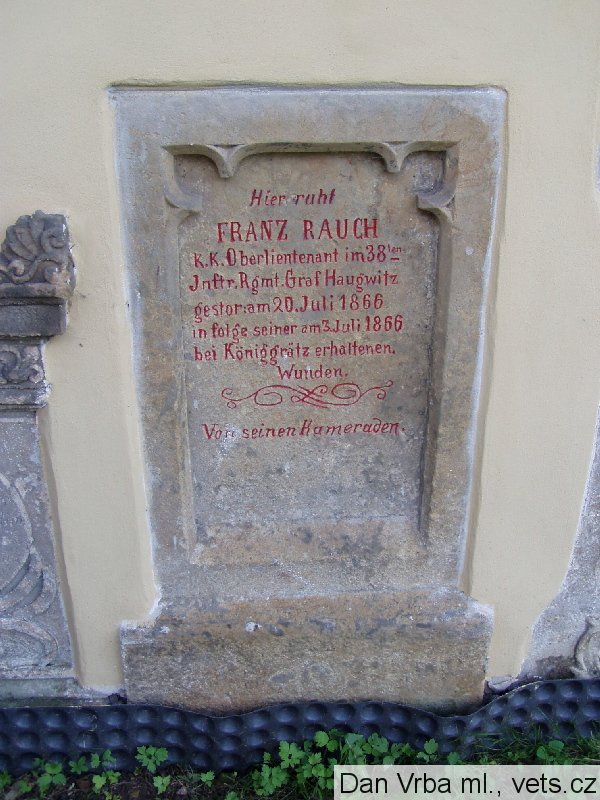 Hier ruht
FRANZ RAUCH
K.K. Oberlientenant im 38ten
Jnftr. Rgmt. Graf Haugwitz
gestor: am 20. Juli 1866
in folge seiner am 3. Juli 1866
bei Königgrätz erhaltenen.
Wunden.
Von seinen Kameraden.
Dan Vrba ml., vets.cz